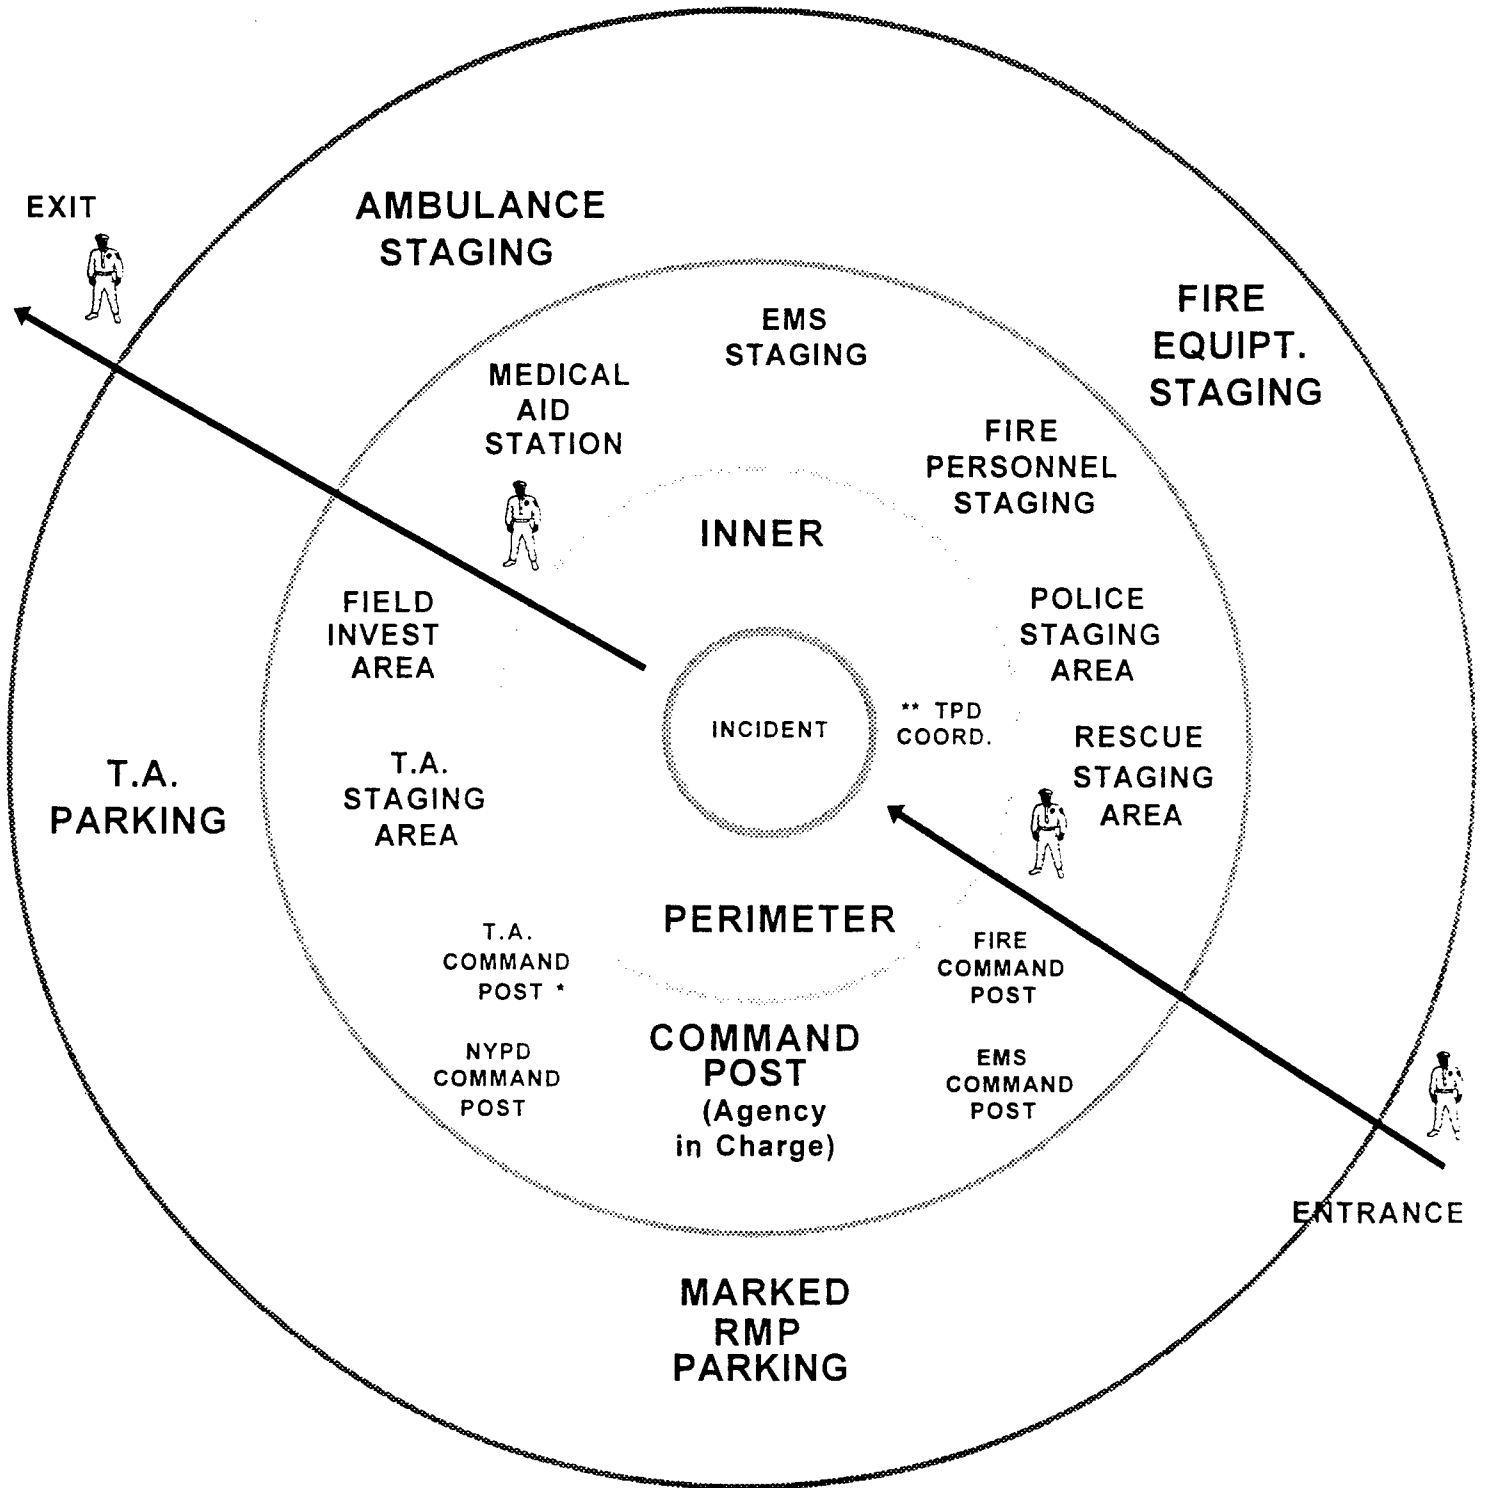 EXIT
AMBULANCE
STAGING
FIRE
EQUIPT.
STAGING
EMS
STAGING
MEDICAL
AID
STATION
FIRE
PERSONNEL
STAGING
INNER
FIELD
INVEST
AREA
POLICE
STAGING
AREA
INCIDENT
** TPD
COORD.
RESCUE
STAGING
AREA
T.A.
PARKING
T.A.
STAGING
AREA
PERIMETER
T.A.
COMMAND
POST *
FIRE
COMMAND
POST
NYPD
COMMAND
POST
COMMAND
POST
(Agency
in Charge)
EMS
COMMAND
POST
ENTRANCE
MARKED
RMP
PARKING